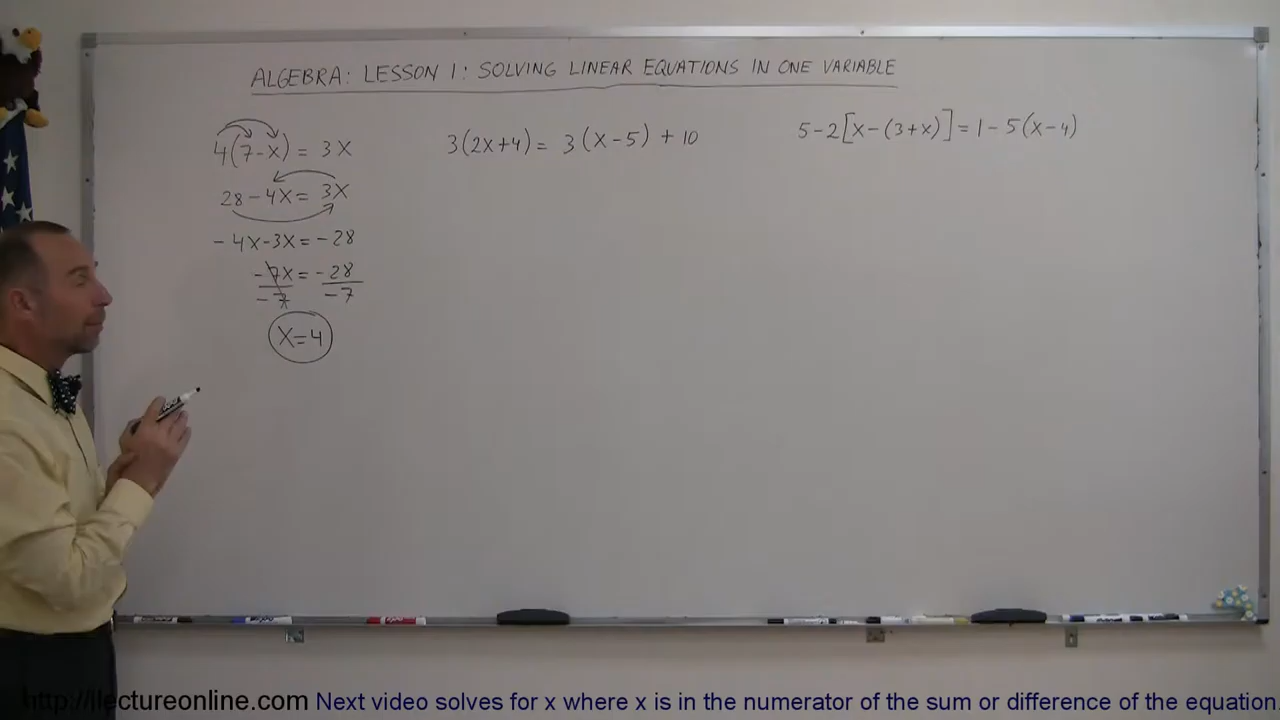 ALGEBRA: LESSON 1: SOLVING LINEAR EQUATIONS IN ONE VARIABLE
4(7-x) = 3x
28 - 4x = 3x
-4x-3x = -28
-7x = -28
-7 -7
x=4
3(2x+4) = 3(x-5) + 10
5-2[x-(3+x)] = 1-5(x-4)
http://ilectureonline.com Next video solves for x where x is in the numerator of the sum or difference of the equation.